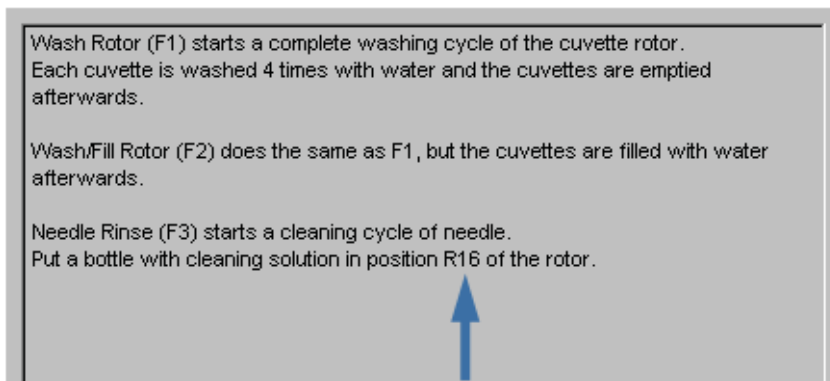 Wash Rotor (F1) starts a complete washing cycle of the cuvette rotor.
Each cuvette is washed 4 times with water and the cuvettes are emptied
afterwards.
Wash/Fill Rotor (F2) does the same as F1, but the cuvettes are filled with water
afterwards.
Needle Rinse (F3) starts a cleaning cycle of needle.
Put a bottle with cleaning solution in position R16 of the rotor.